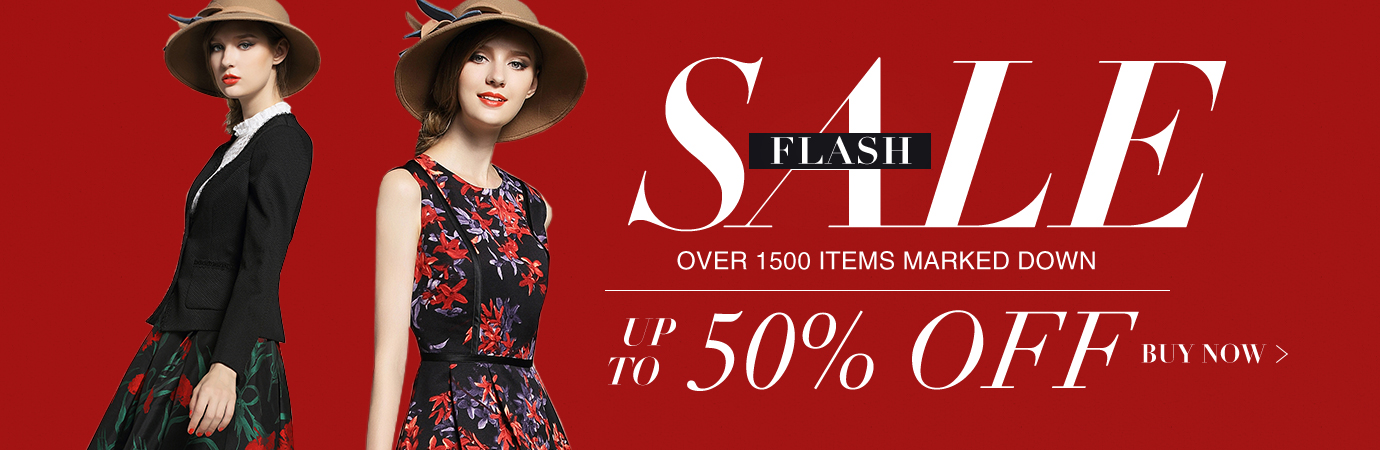 SALE
FLASH
OVER 1500 ITEMS MARKED DOWN
UP TO 50% OFF BUY NOW >